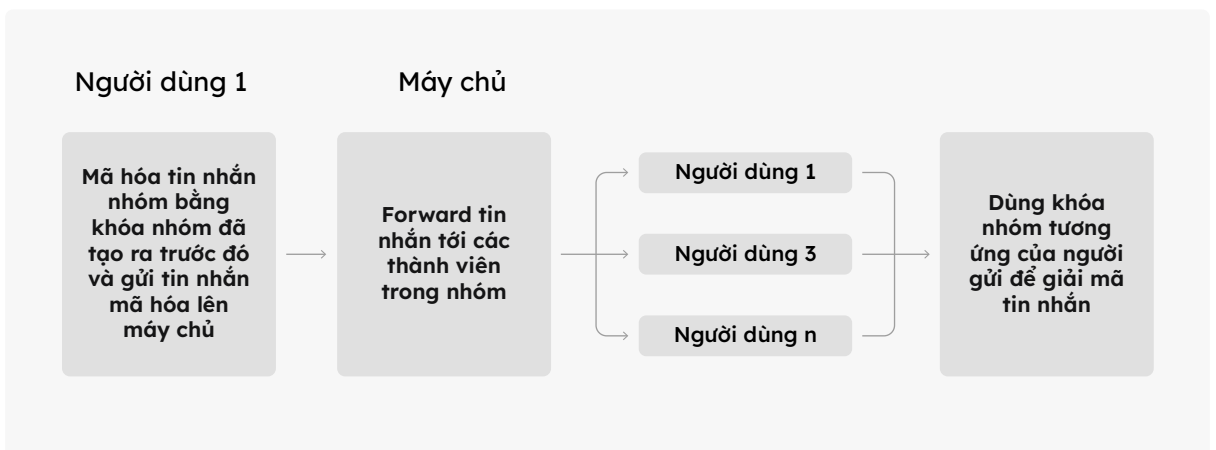 Người dùng 1
Máy chủ
Mã hóa tin nhắn
nhóm bằng
khóa nhóm đã
tạo ra trước đó
và gửi tin nhắn
mã hóa lên
máy chủ
Forward tin
nhắn tới các
thành viên
trong nhóm
Người dùng 1
Người dùng 3
Người dùng n
Dùng khóa
nhóm tương
ứng của người
gửi để giải mã
tin nhắn